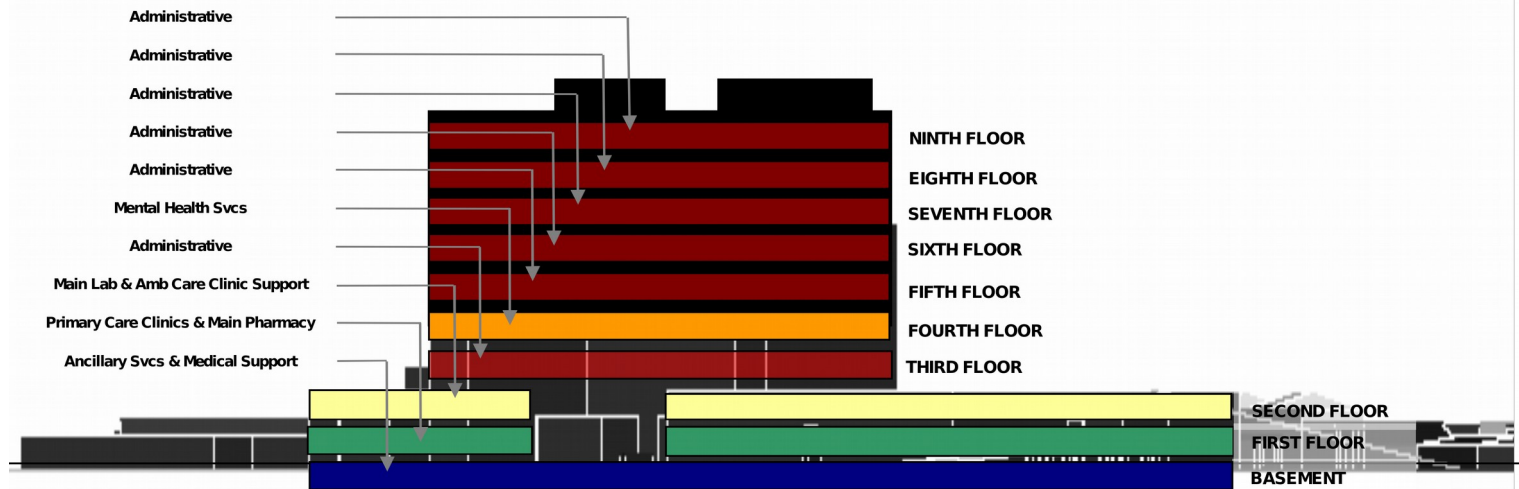 Administrative
Administrative
Administrative
Administrative
NINTH FLOOR
Administrative
EIGHTH FLOOR
Mental Health Svcs
SEVENTH FLOOR
Administrative
SIXTH FLOOR
Main Lab & Amb Care Clinic Support
FIFTH FLOOR
Primary Care Clinics & Main Pharmacy
FOURTH FLOOR
Ancillary Svcs & Medical Support
THIRD FLOOR
SECOND FLOOR
FIRST FLOOR
BASEMENT